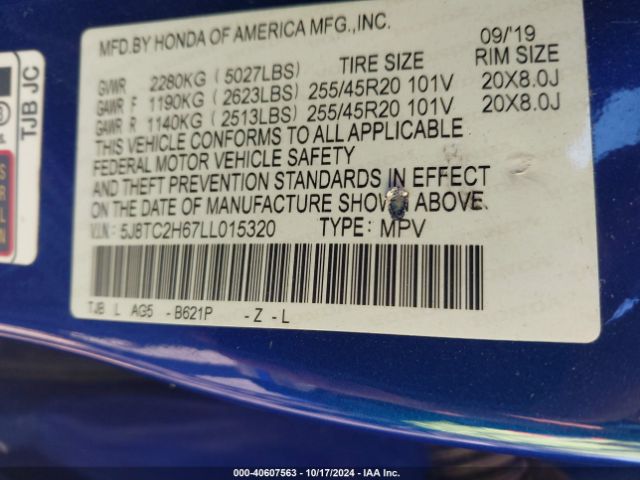 MFD.BY HONDA OF AMERICA MFG.,INC. 09/'19
GVWR 2280KG (5027LBS) TIRE SIZE RIM SIZE
GAWR F 1190KG (2623LBS) 255/45R20 101V 20X8.0J
GAWR R 1140KG (2513LBS) 255/45R20 101V 20X8.0J
THIS VEHICLE CONFORMS TO ALL APPLICABLE
FEDERAL MOTOR VEHICLE SAFETY
AND THEFT PREVENTION STANDARDS IN EFFECT
ON THE DATE OF MANUFACTURE SHOWN ABOVE.
V.I.N: 5J8TC2H67LL015320 TYPE: MPV
TJB L AG5 - B621P - Z - L
TJB JC
000-40607563 - 10/17/2024 - IAA Inc.